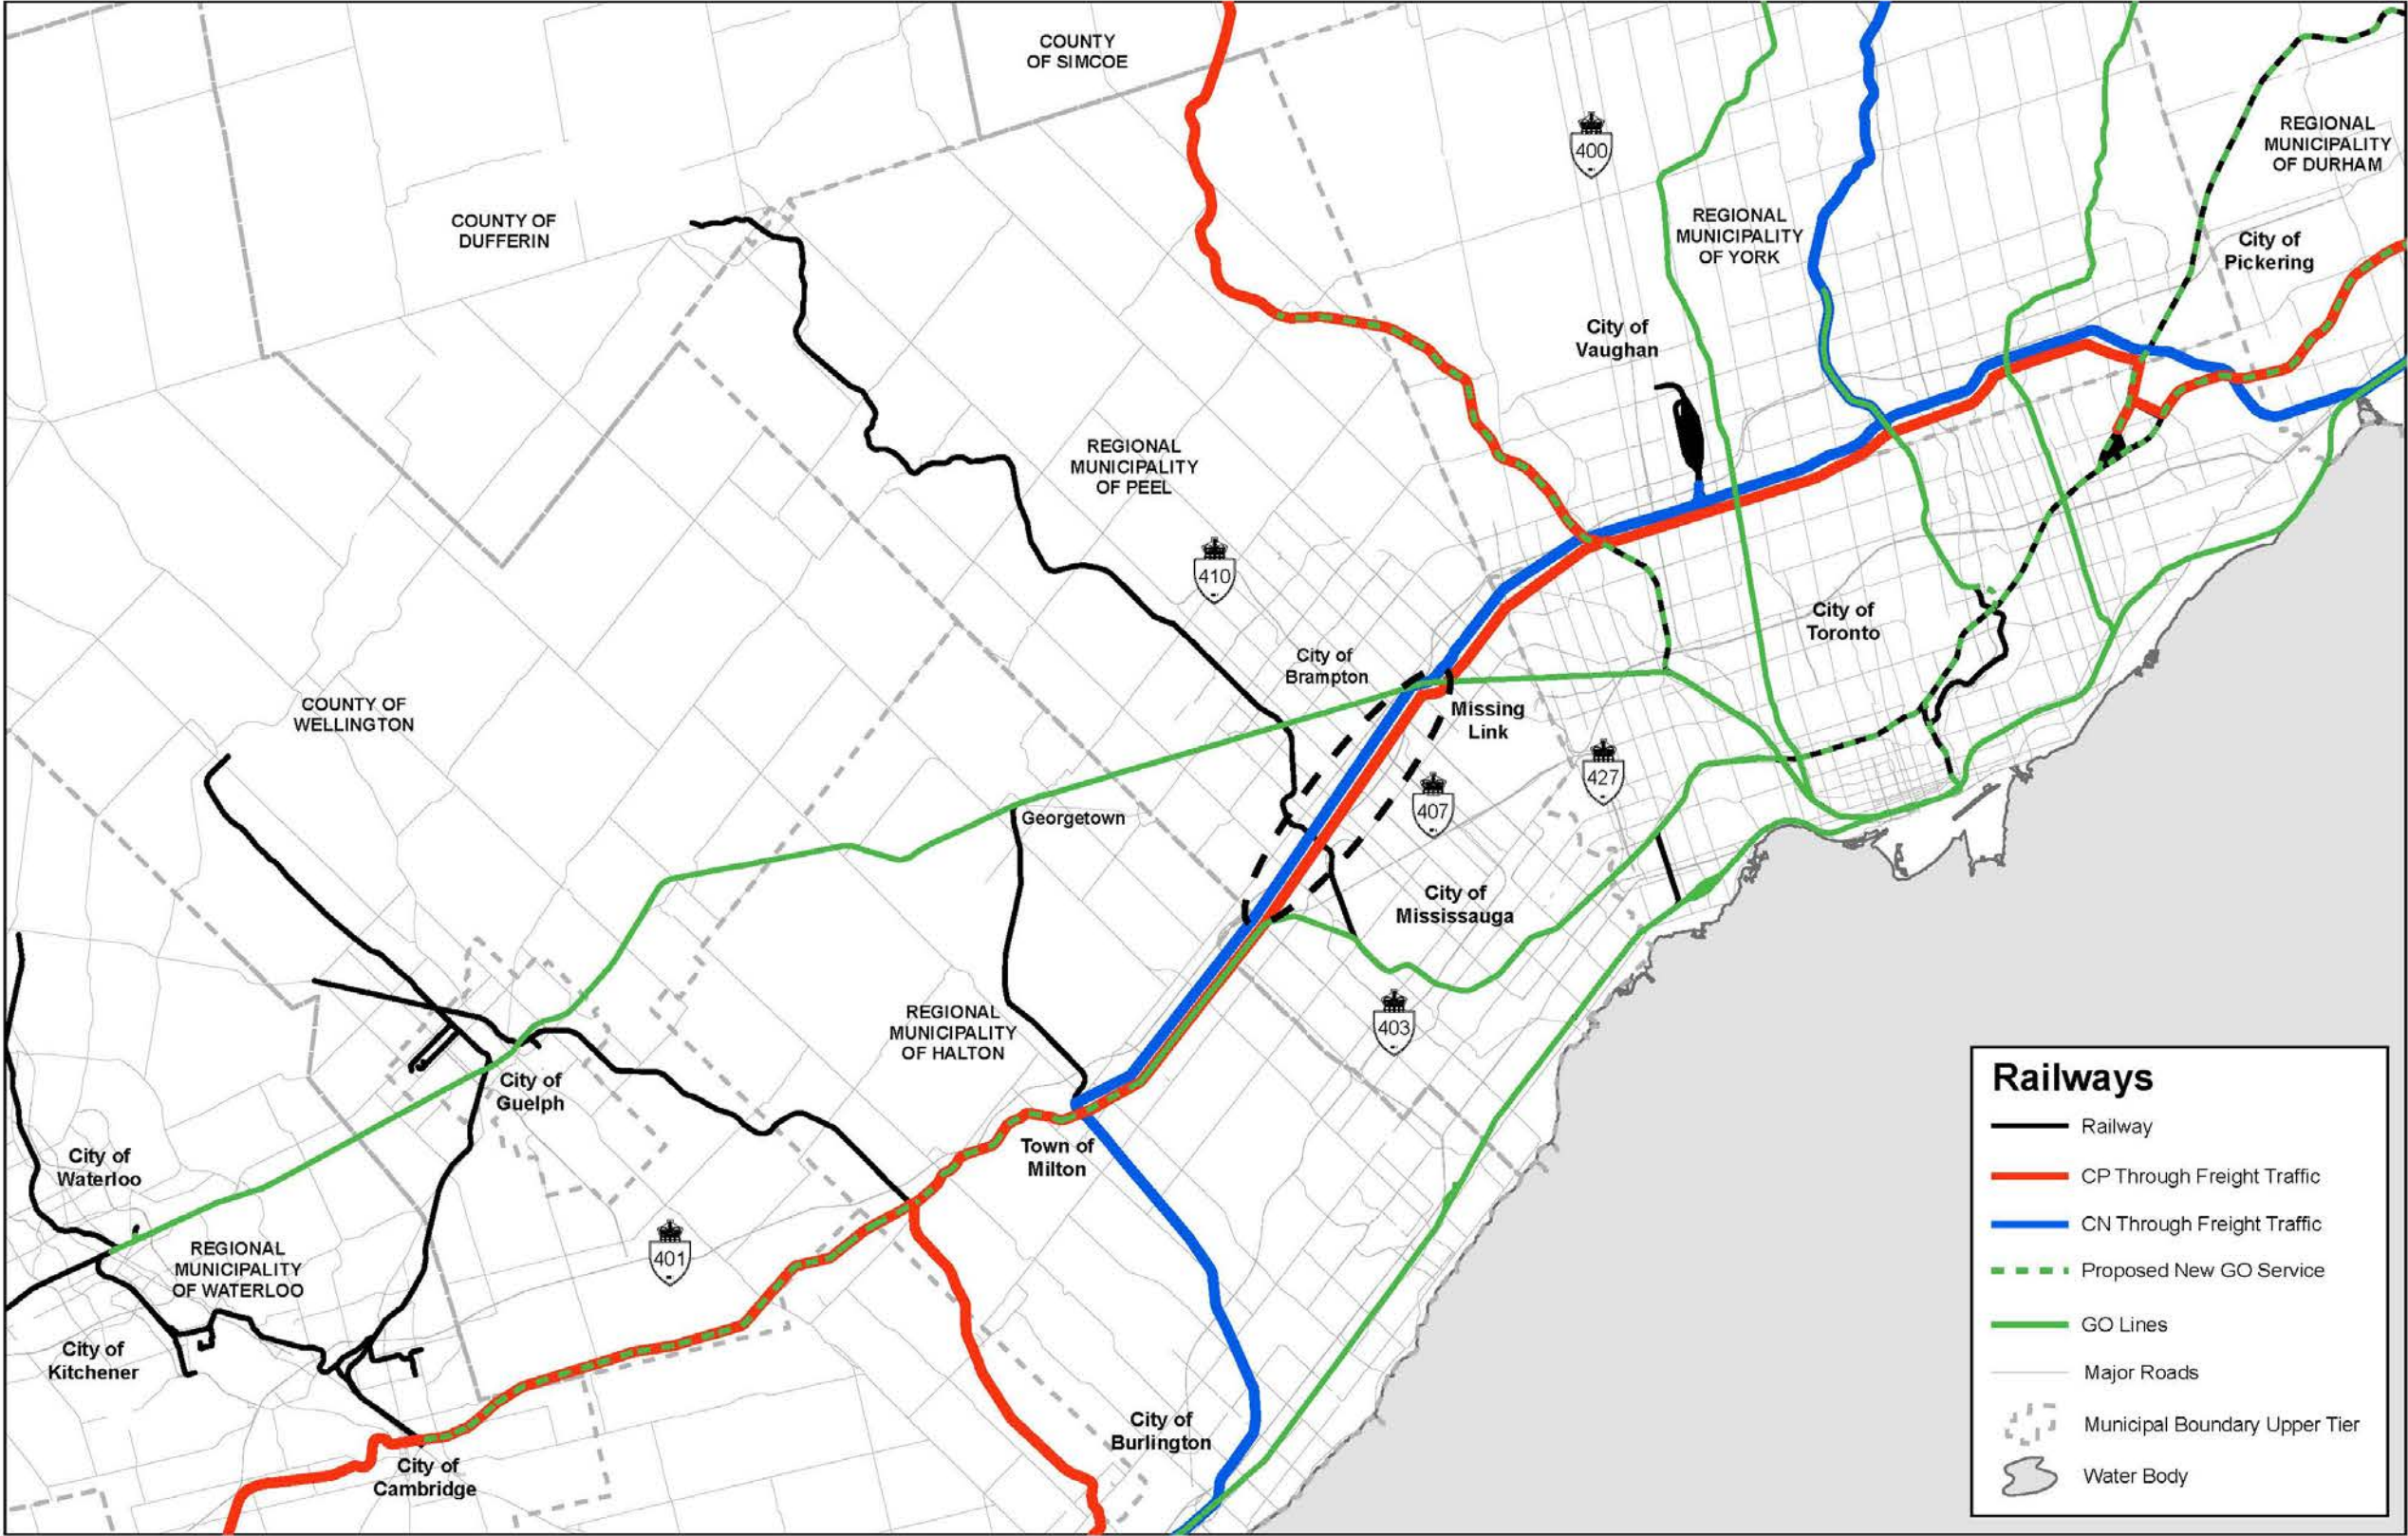 COUNTY
OF SIMCOE
400
REGIONAL
MUNICIPALITY
OF DURHAM
COUNTY OF
DUFFERIN
REGIONAL
MUNICIPALITY
OF YORK
City of
Pickering
City of
Vaughan
REGIONAL
MUNICIPALITY
OF PEEL
410
City of
Toronto
City of
Brampton
COUNTY OF
WELLINGTON
Missing
Link
427
407
Georgetown
City of
Mississauga
REGIONAL
MUNICIPALITY
OF HALTON
403
City of
Guelph
Town of
Milton
City of
Waterloo
REGIONAL
MUNICIPALITY
OF WATERLOO
401
City of
Kitchener
City of
Burlington
City of
Cambridge
Railways
Railway
CP Through Freight Traffic
CN Through Freight Traffic
Proposed New GO Service
GO Lines
Major Roads
Municipal Boundary Upper Tier
Water Body